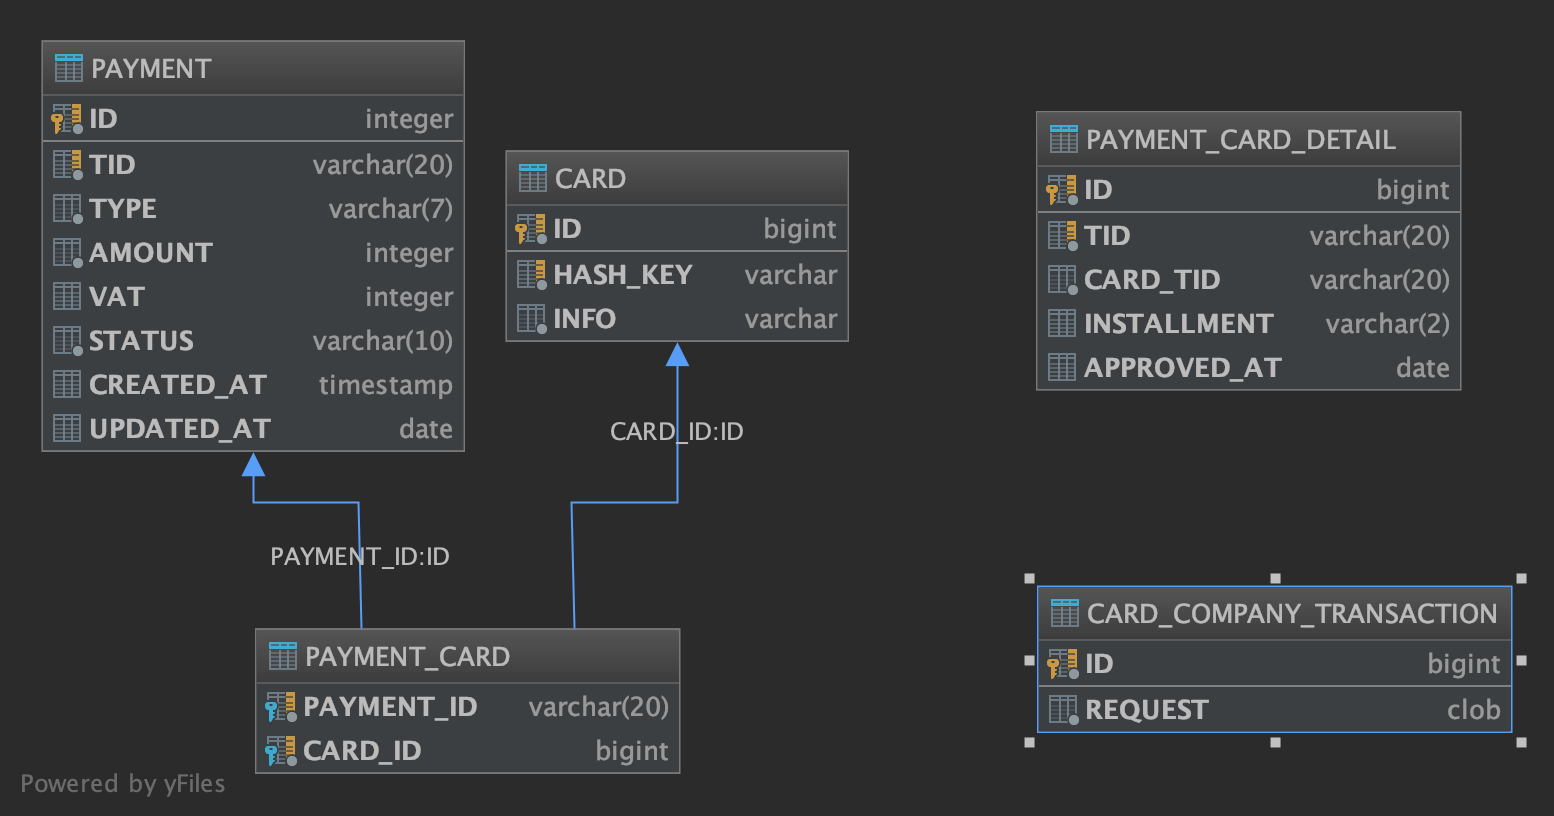 PAYMENT
ID integer
TID varchar(20)
TYPE varchar(7)
AMOUNT integer
VAT integer
STATUS varchar(10)
CREATED_AT timestamp
UPDATED_AT date
CARD
ID bigint
HASH_KEY varchar
INFO varchar
PAYMENT_CARD_DETAIL
ID bigint
TID varchar(20)
CARD_TID varchar(20)
INSTALLMENT varchar(2)
APPROVED_AT date
CARD_ID:ID
PAYMENT_ID:ID
PAYMENT_CARD
PAYMENT_ID varchar(20)
CARD_ID bigint
CARD_COMPANY_TRANSACTION
ID bigint
REQUEST clob
Powered by yFiles